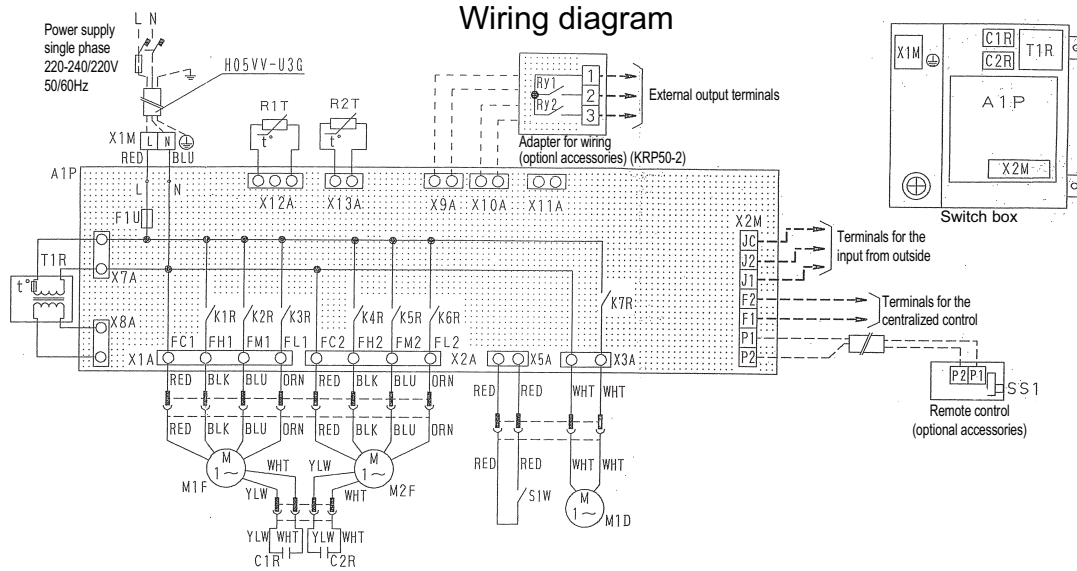 Wiring diagram
Power supply
single phase
220-240/220V
50/60Hz
L N
H05VV-U3G
X1M L N
RED BLU
R1T
t°
R2T
t°
Ry1
Ry2
1
2
3
External output terminals
Adapter for wiring
(optionl accessories) (KRP50-2)
X1M
C1R
C2R
T1R
A1P
X2M
Switch box
A1P
L N
F1U
X12A X13A X9A X10A X11A
T1R
t°
X7A
X8A
K1R K2R K3R K4R K5R K6R K7R
X1A FC1 FH1 FM1 FL1 FC2 FH2 FM2 FL2 X2A X5A X3A
X2M
JC
J2
J1
F2
F1
P1
P2
Terminals for the
input from outside
Terminals for the
centralized control
P2 P1
SS1
Remote control
(optional accessories)
RED BLK BLU ORN RED BLK BLU ORN RED RED WHT WHT
RED BLK BLU ORN RED BLK BLU ORN
RED RED WHT WHT
M
1~
M1F
WHT
YLW
YLW
WHT
M
1~
M2F
S1W
M
1~
M1D
YLW WHT YLW WHT
C1R C2R